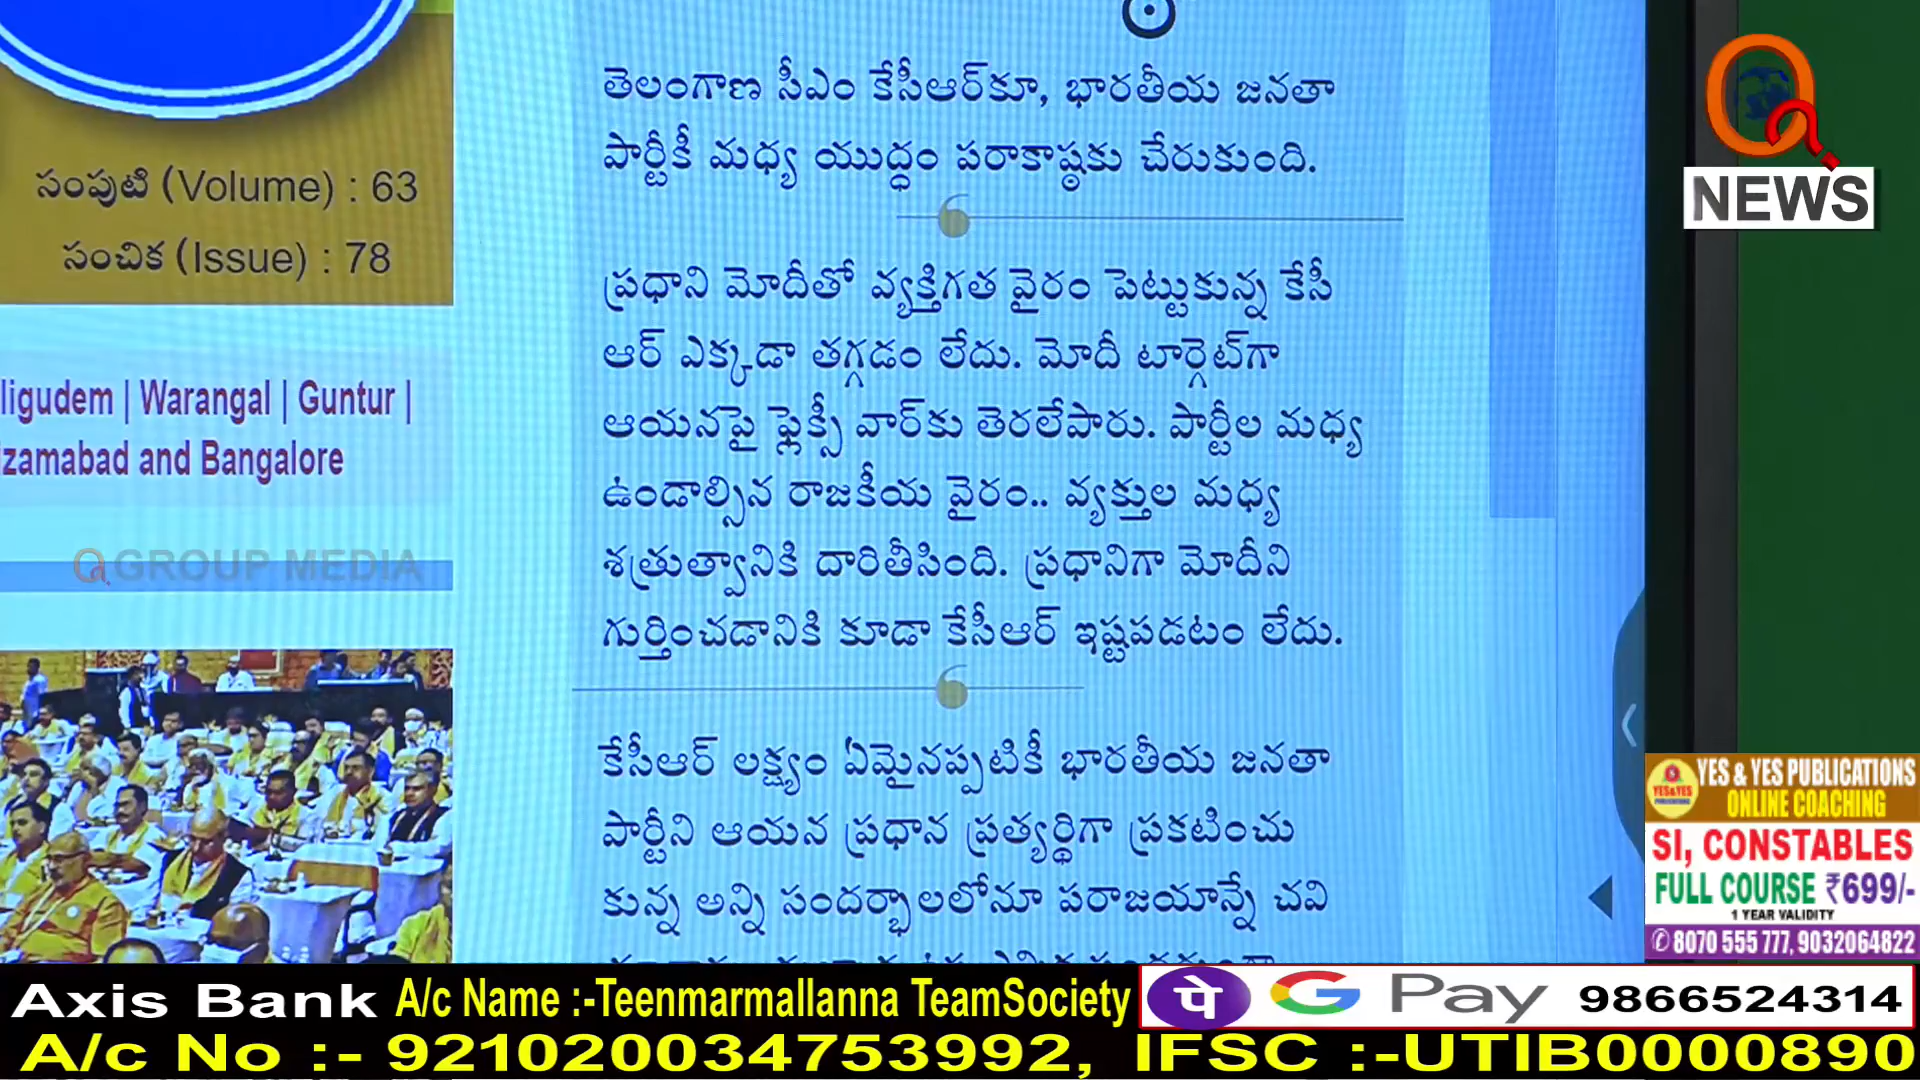 సంపుటి (Volume) : 63
సంచిక (Issue) : 78
ligudem | Warangal | Guntur |
izamabad and Bangalore
GROUP MEDIA
తెలంగాణ సీఎం కేసీఆర్‌కూ, భారతీయ జనతా
పార్టీకీ మధ్య యుద్ధం పరాకాష్ఠకు చేరుకుంది.
ప్రధాని మోదీతో వ్యక్తిగత వైరం పెట్టుకున్న కేసీ
ఆర్ ఎక్కడా తగ్గడం లేదు. మోదీ టార్గెట్‌గా
ఆయనపై ఫ్లెక్సీ వార్‌కు తెరలేపారు. పార్టీల మధ్య
ఉండాల్సిన రాజకీయ వైరం.. వ్యక్తుల మధ్య
శత్రుత్వానికి దారితీసింది. ప్రధానిగా మోదీని
గుర్తించడానికి కూడా కేసీఆర్ ఇష్టపడటం లేదు.
కేసీఆర్ లక్ష్యం ఏమైనప్పటికీ భారతీయ జనతా
పార్టీని ఆయన ప్రధాన ప్రత్యర్థిగా ప్రకటించు
కున్న అన్ని సందర్భాలలోనూ పరాజయాన్నే చవి
Q NEWS
YES & YES PUBLICATIONS
ONLINE COACHING
SI, CONSTABLES
FULL COURSE ₹699/-
1 YEAR VALIDITY
8070 555 777, 9032064822
Axis Bank A/c Name :-Teenmarmallanna TeamSociety
पे G Pay 9866524314
A/c No :- 921020034753992, IFSC :-UTIB0000890